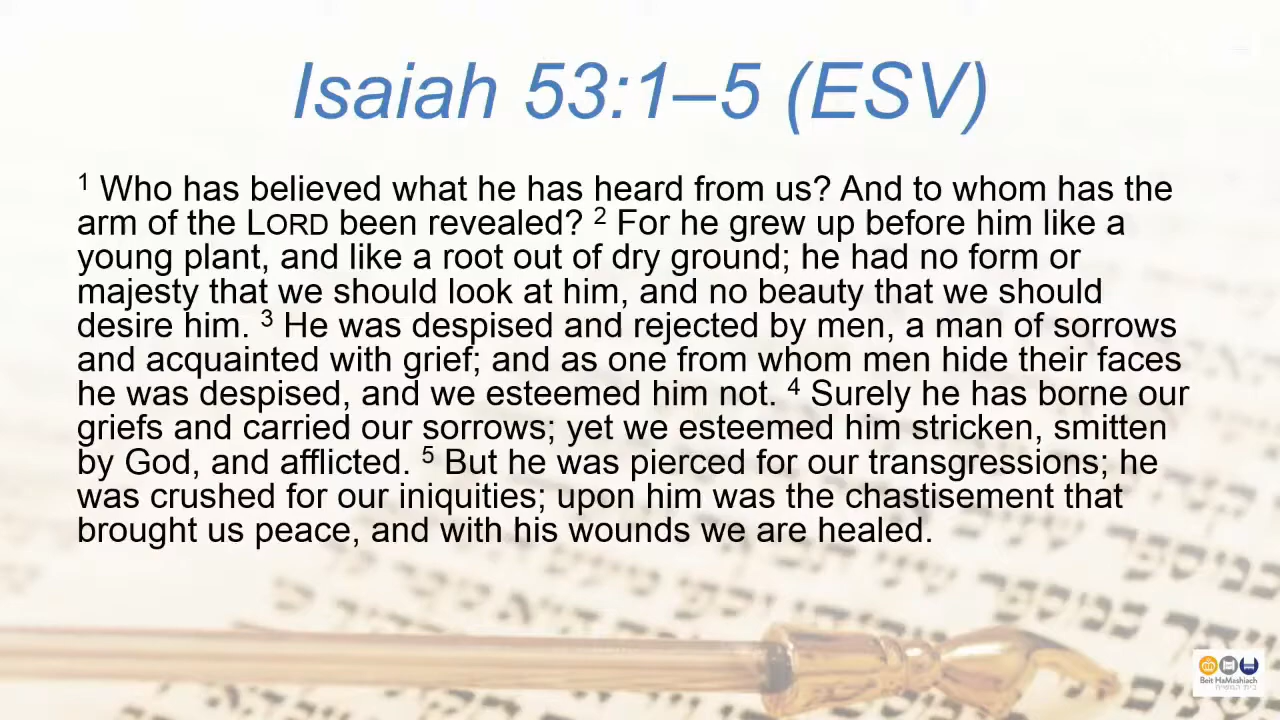 Isaiah 53:1–5 (ESV)
¹ Who has believed what he has heard from us? And to whom has the
arm of the LORD been revealed? ² For he grew up before him like a
young plant, and like a root out of dry ground; he had no form or
majesty that we should look at him, and no beauty that we should
desire him. ³ He was despised and rejected by men, a man of sorrows
and acquainted with grief; and as one from whom men hide their faces
he was despised, and we esteemed him not. ⁴ Surely he has borne our
griefs and carried our sorrows; yet we esteemed him stricken, smitten
by God, and afflicted. ⁵ But he was pierced for our transgressions; he
was crushed for our iniquities; upon him was the chastisement that
brought us peace, and with his wounds we are healed.
Beit HaMashiach